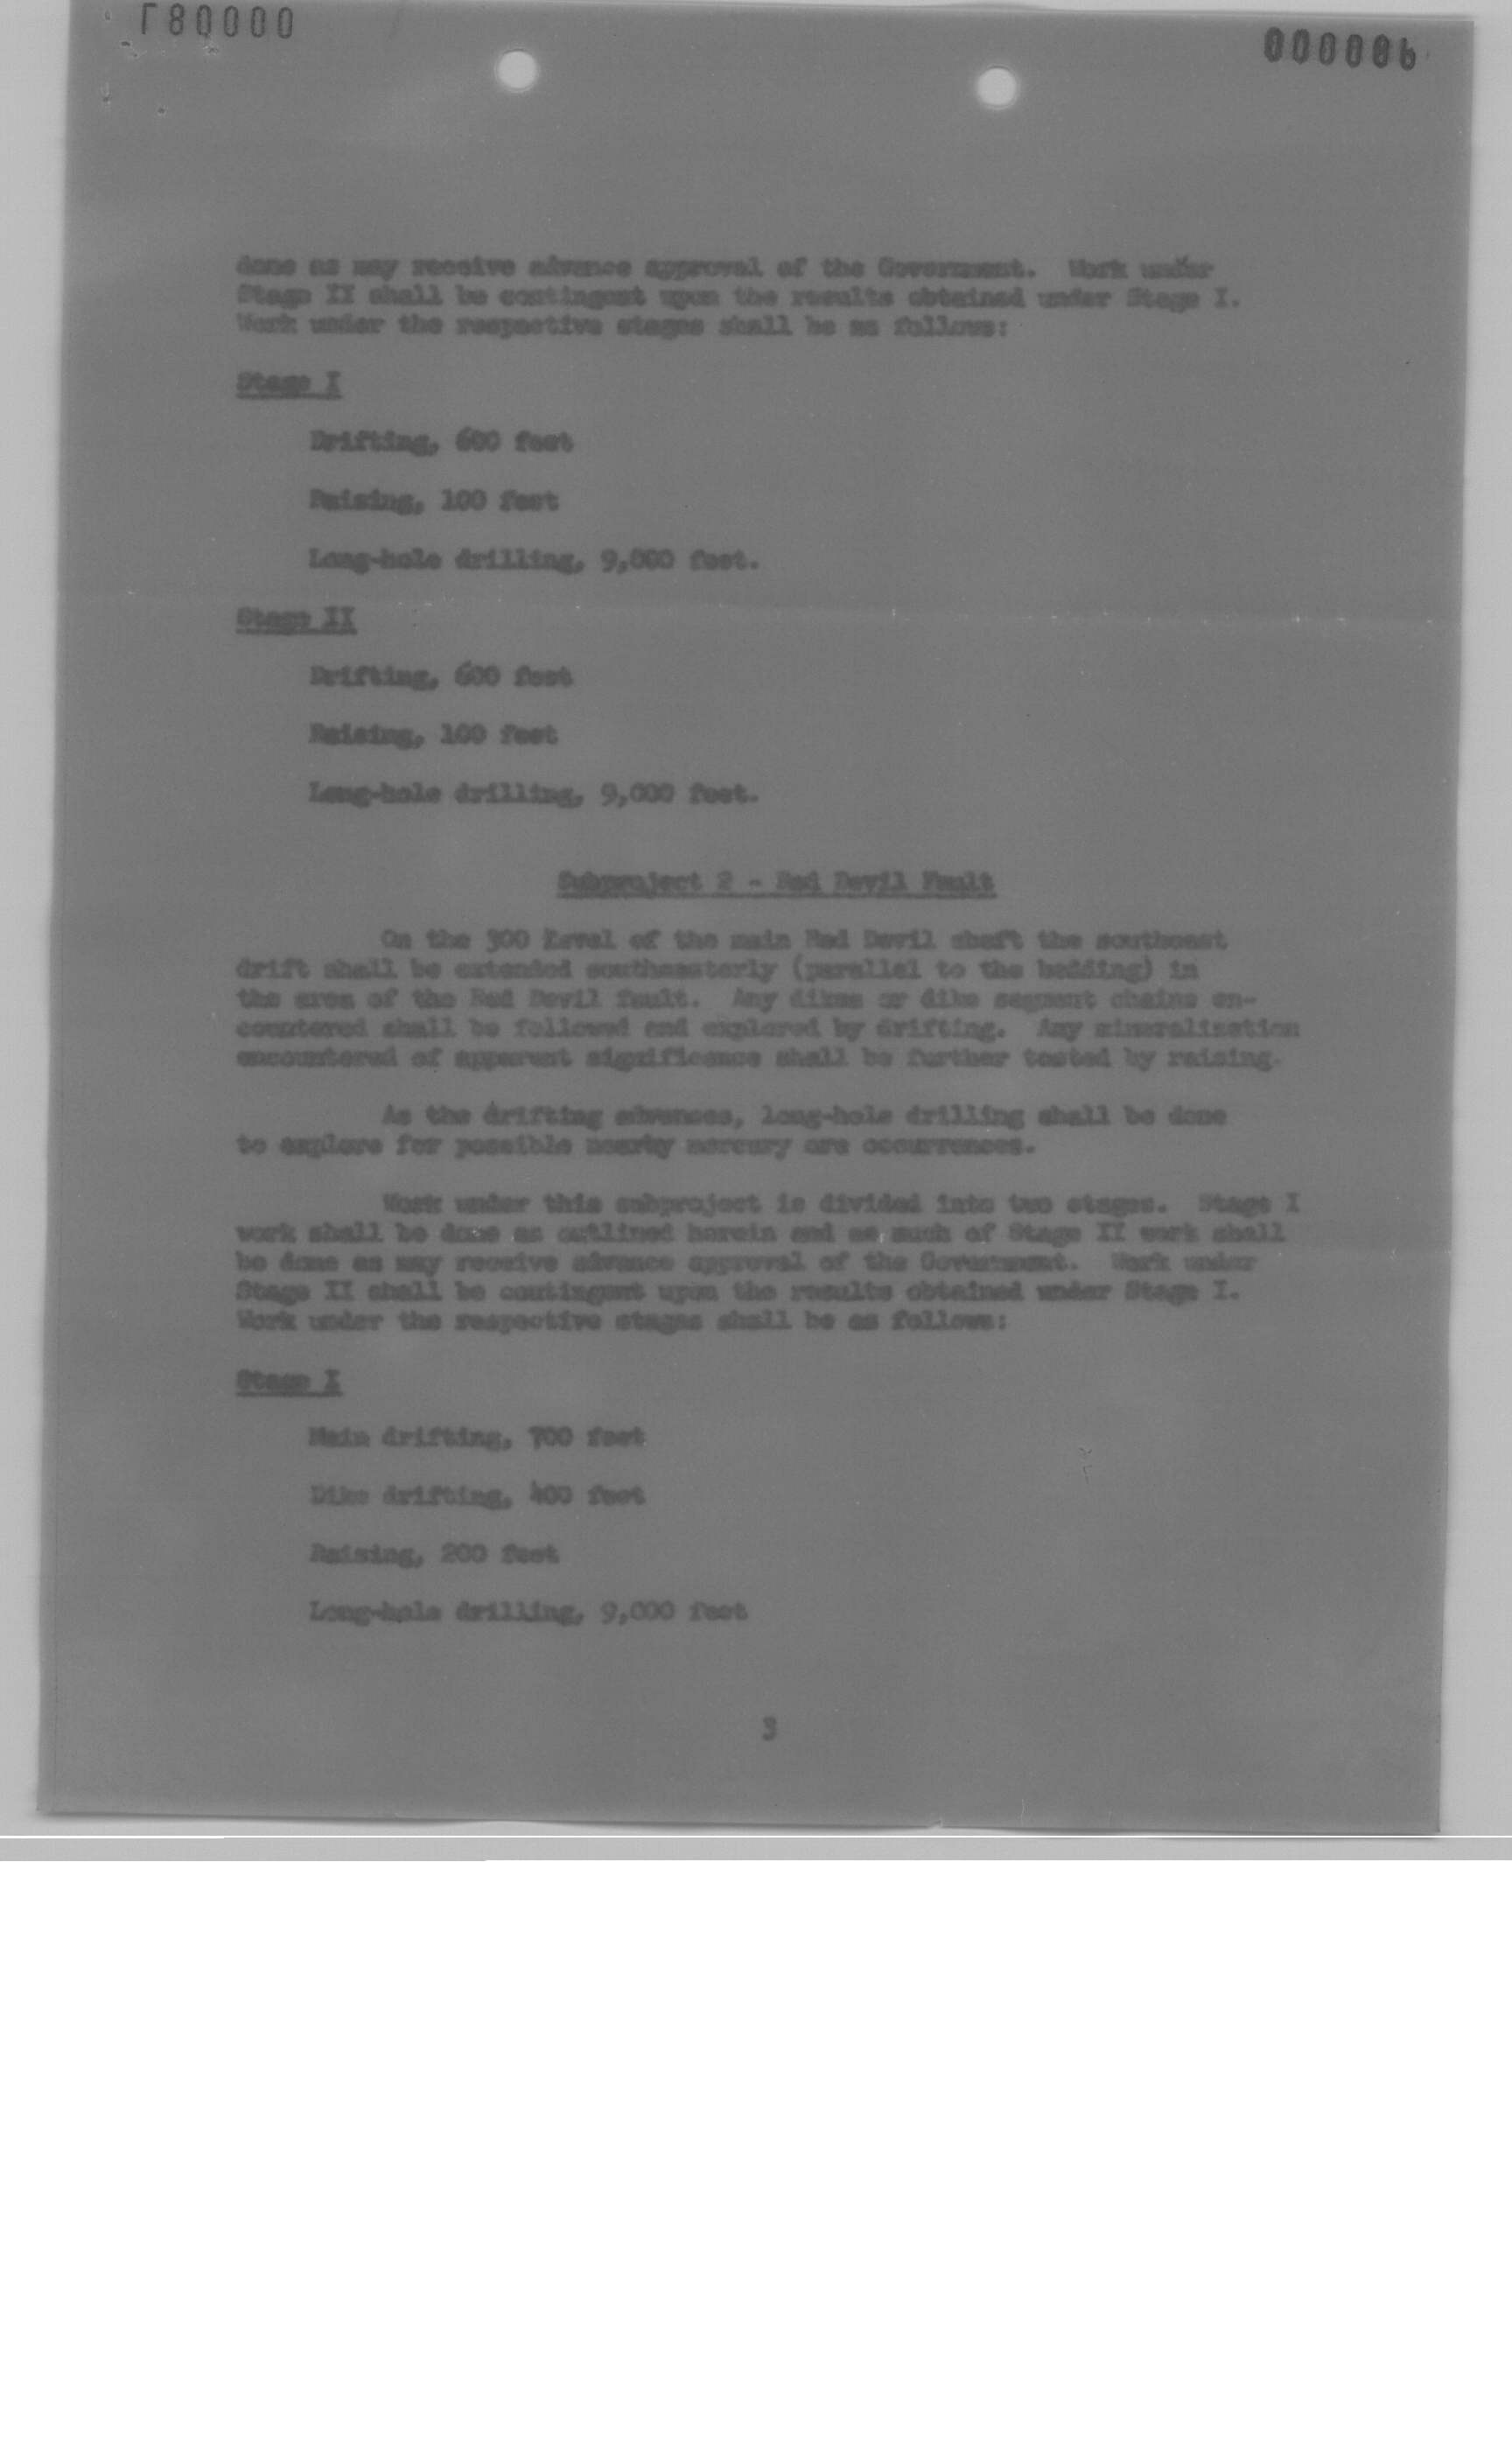 000086
done as may receive advance approval of the Government. Work under
Stage II shall be contingent upon the results obtained under Stage I.
Work under the respective stages shall be as follows:
Stage I
Drifting, 600 feet
Raising, 100 feet
Long-hole drilling, 9,000 feet.
Stage II
Drifting, 600 feet
Raising, 100 feet
Long-hole drilling, 9,000 feet.
Subproject 2 - Red Devil Fault
On the 300 Level of the main Red Devil shaft the southeast
drift shall be extended southeasterly (parallel to the bedding) in
the area of the Red Devil fault. Any dikes or dike segment chains en-
countered shall be followed and explored by drifting. Any mineralization
encountered of apparent significance shall be further tested by raising.
As the drifting advances, long-hole drilling shall be done
to explore for possible nearby mercury ore occurrences.
Work under this subproject is divided into two stages. Stage I
work shall be done as outlined herein and as much of Stage II work shall
be done as may receive advance approval of the Government. Work under
Stage II shall be contingent upon the results obtained under Stage I.
Work under the respective stages shall be as follows:
Stage I
Main drifting, 700 feet
Dike drifting, 400 feet
Raising, 200 feet
Long-hole drilling, 9,000 feet
3